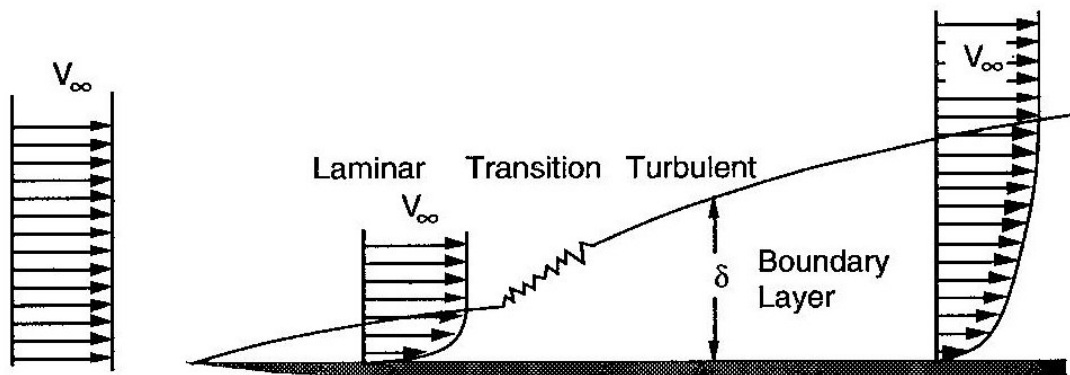 V∞
V∞
Laminar Transition Turbulent
V∞
δ
Boundary
Layer